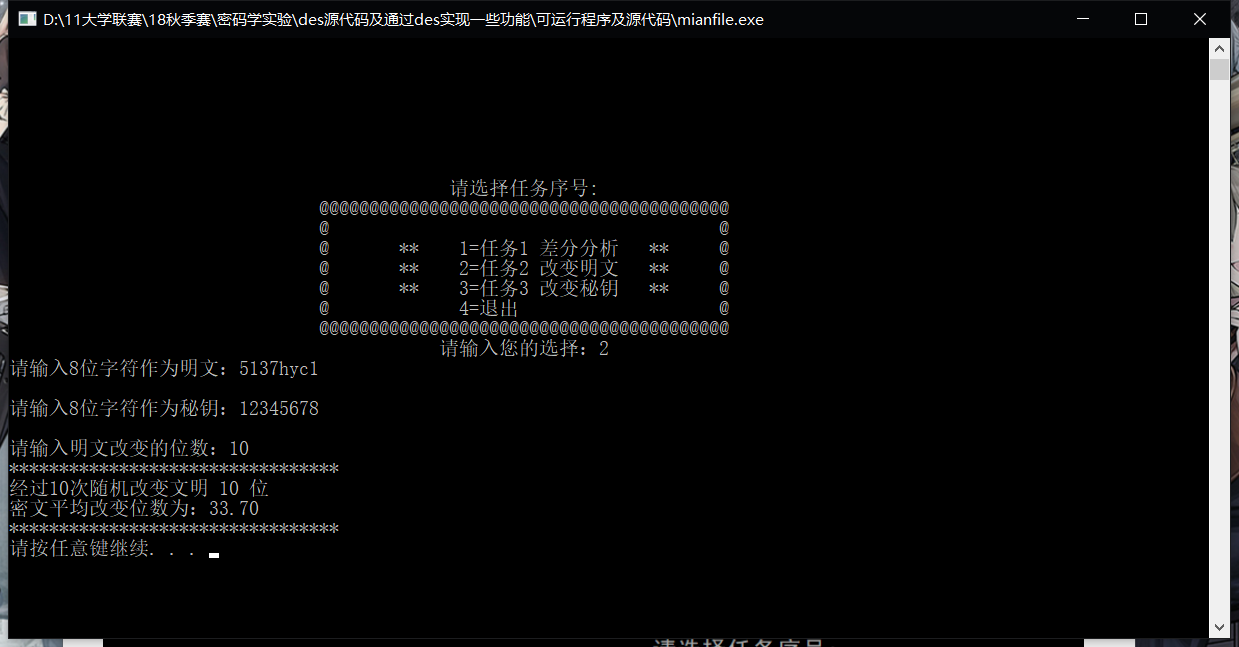 D:\11大学联赛\18秋季赛\密码学实验\des源代码及通过des实现一些功能\可运行程序及源代码\mianfile.exe
请选择任务序号:
@@@@@@@@@@@@@@@@@@@@@@@@@@@@@@@@@@@@@@@@@
@ @
@ ** 1=任务1 差分分析 ** @
@ ** 2=任务2 改变明文 ** @
@ ** 3=任务3 改变秘钥 ** @
@ 4=退出 @
@@@@@@@@@@@@@@@@@@@@@@@@@@@@@@@@@@@@@@@@@
请输入您的选择：2
请输入8位字符作为明文：5137hycl
请输入8位字符作为秘钥：12345678
请输入明文改变的位数：10
*********************************
经过10次随机改变文明 10 位
密文平均改变位数为：33.70
*********************************
请按任意键继续. . .
请选择任务序号